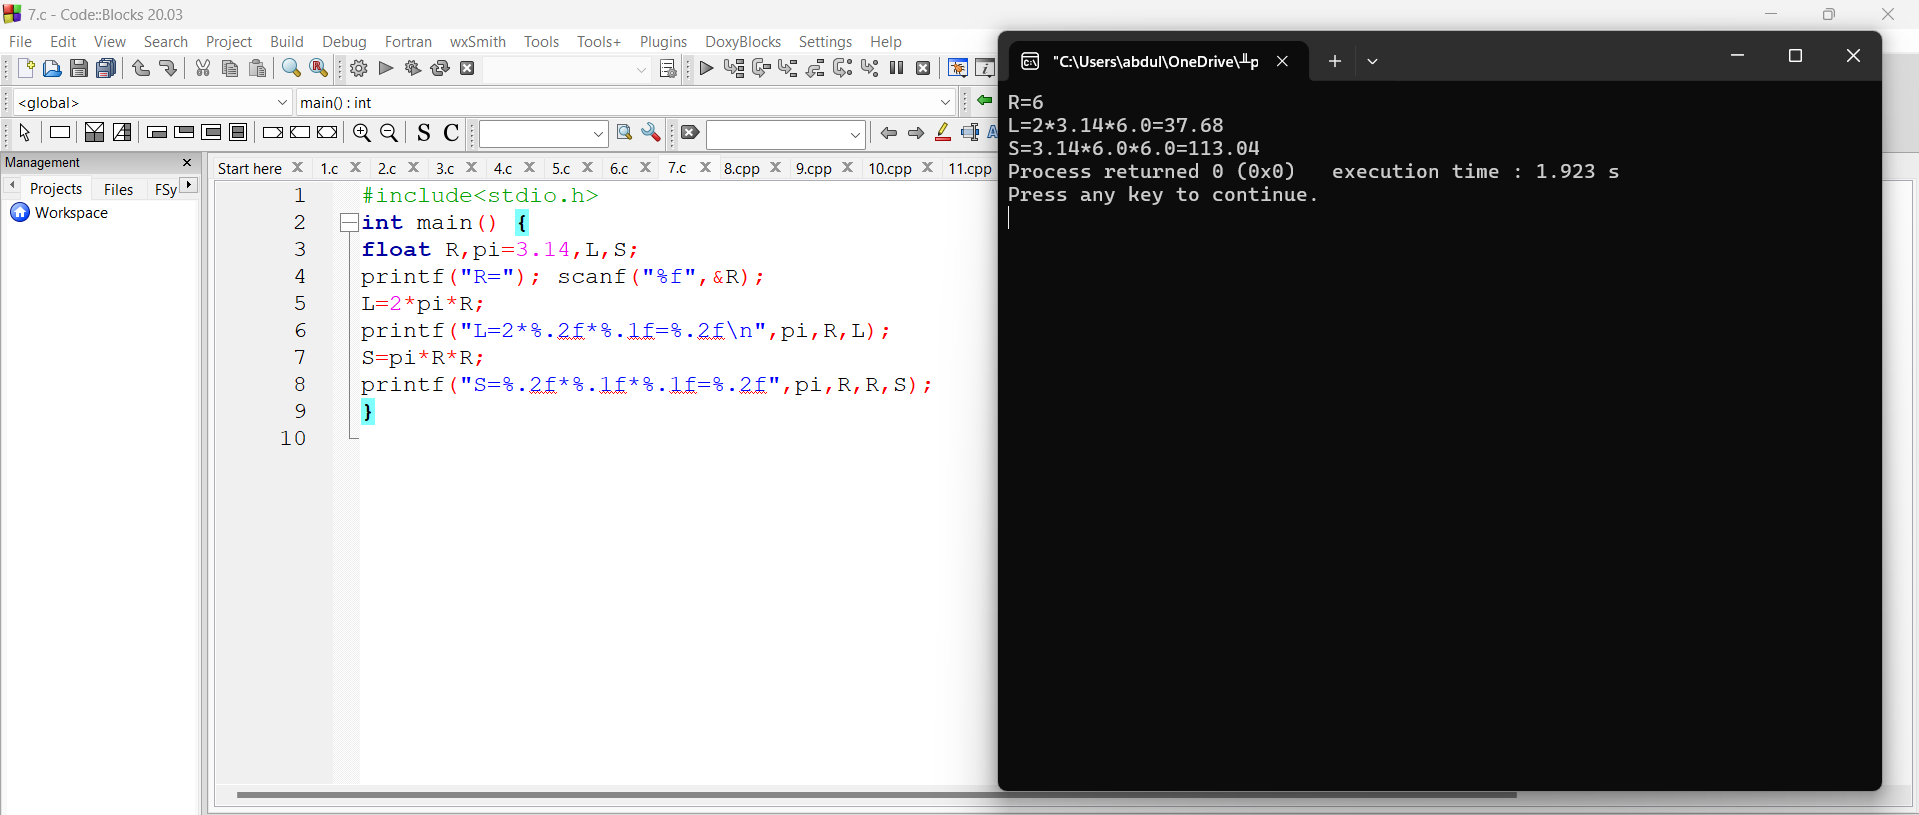 7.c - Code::Blocks 20.03
File Edit View Search Project Build Debug Fortran wxSmith Tools Tools+ Plugins DoxyBlocks Settings Help
<global> main() : int
S C
Management
Projects Files FSy
Workspace
Start here 1.c 2.c 3.c 4.c 5.c 6.c 7.c 8.cpp 9.cpp 10.cpp 11.cpp
1 #include<stdio.h>
2 int main() {
3 float R,pi=3.14,L,S;
4 printf("R="); scanf("%f",&R);
5 L=2*pi*R;
6 printf("L=2*%.2f*%.1f=%.2f\n",pi,R,L);
7 S=pi*R*R;
8 printf("S=%.2f*%.1f*%.1f=%.2f",pi,R,R,S);
9 }
10
"C:\Users\abdul\OneDrive\╨p
R=6
L=2*3.14*6.0=37.68
S=3.14*6.0*6.0=113.04
Process returned 0 (0x0)   execution time : 1.923 s
Press any key to continue.